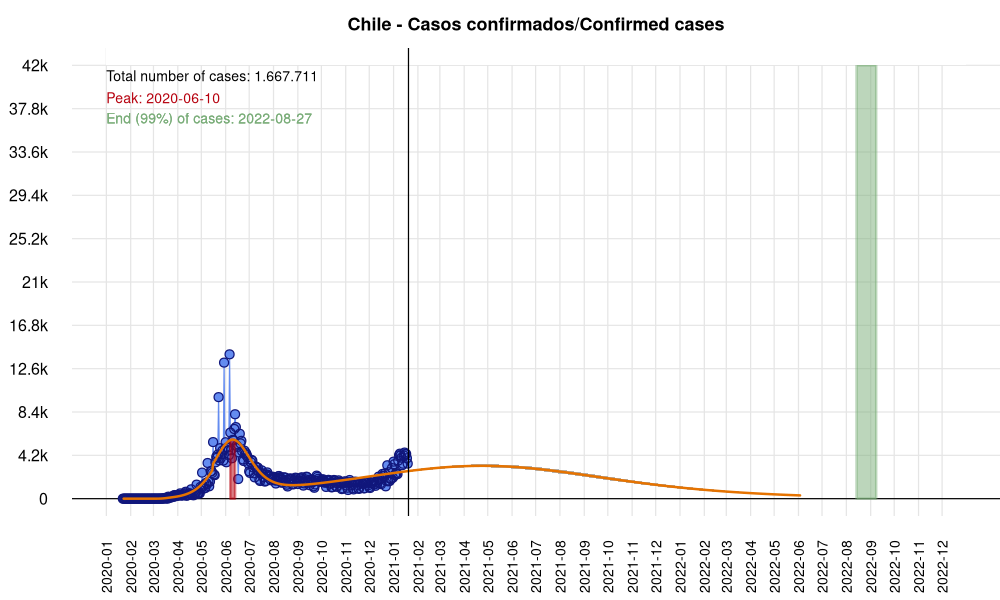 Chile - Casos confirmados/Confirmed cases
Total number of cases: 1.667.711
Peak: 2020-06-10
End (99%) of cases: 2022-08-27
42k
37.8k
33.6k
29.4k
25.2k
21k
16.8k
12.6k
8.4k
4.2k
0
2020-01
2020-02
2020-03
2020-04
2020-05
2020-06
2020-07
2020-08
2020-09
2020-10
2020-11
2020-12
2021-01
2021-02
2021-03
2021-04
2021-05
2021-06
2021-07
2021-08
2021-09
2021-10
2021-11
2021-12
2022-01
2022-02
2022-03
2022-04
2022-05
2022-06
2022-07
2022-08
2022-09
2022-10
2022-11
2022-12